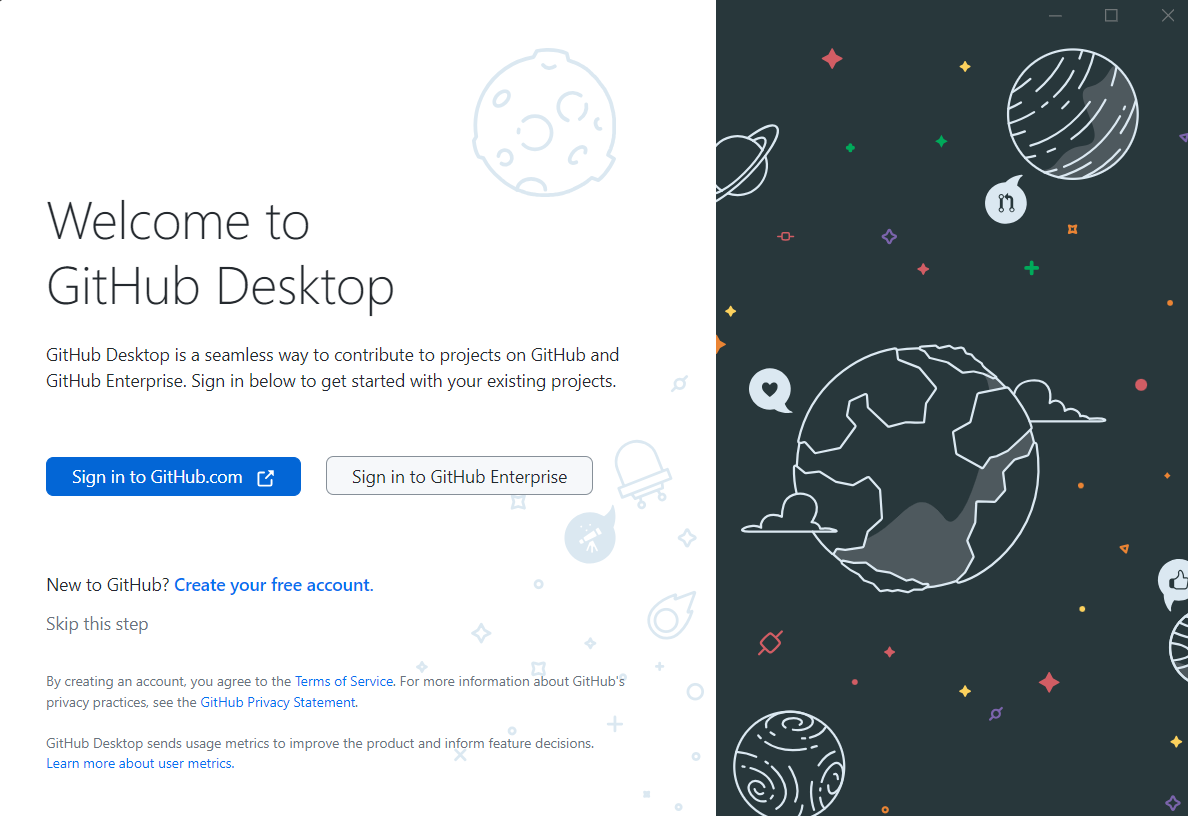 Welcome to
GitHub Desktop
GitHub Desktop is a seamless way to contribute to projects on GitHub and
GitHub Enterprise. Sign in below to get started with your existing projects.
Sign in to GitHub.com
Sign in to GitHub Enterprise
New to GitHub? Create your free account.
Skip this step
By creating an account, you agree to the Terms of Service. For more information about GitHub's
privacy practices, see the GitHub Privacy Statement.
GitHub Desktop sends usage metrics to improve the product and inform feature decisions.
Learn more about user metrics.